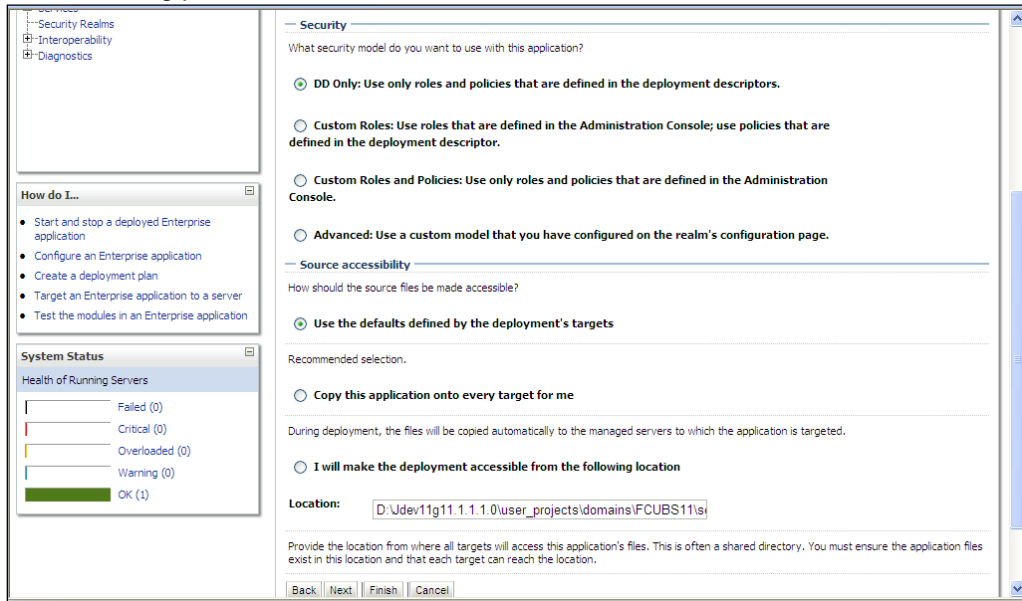 Security Realms
Interoperability
Diagnostics
How do I...
Start and stop a deployed Enterprise
application
Configure an Enterprise application
Create a deployment plan
Target an Enterprise application to a server
Test the modules in an Enterprise application
System Status
Health of Running Servers
Failed (0)
Critical (0)
Overloaded (0)
Warning (0)
OK (1)
Security
What security model do you want to use with this application?
DD Only: Use only roles and policies that are defined in the deployment descriptors.
Custom Roles: Use roles that are defined in the Administration Console; use policies that are
defined in the deployment descriptor.
Custom Roles and Policies: Use only roles and policies that are defined in the Administration
Console.
Advanced: Use a custom model that you have configured on the realm's configuration page.
Source accessibility
How should the source files be made accessible?
Use the defaults defined by the deployment's targets
Recommended selection.
Copy this application onto every target for me
During deployment, the files will be copied automatically to the managed servers to which the application is targeted.
I will make the deployment accessible from the following location
Location: D:\Jdev11g11.1.1.1.0\user_projects\domains\FCUBS11\se
Provide the location from where all targets will access this application's files. This is often a shared directory. You must ensure the application files
exist in this location and that each target can reach the location.
Back Next Finish Cancel